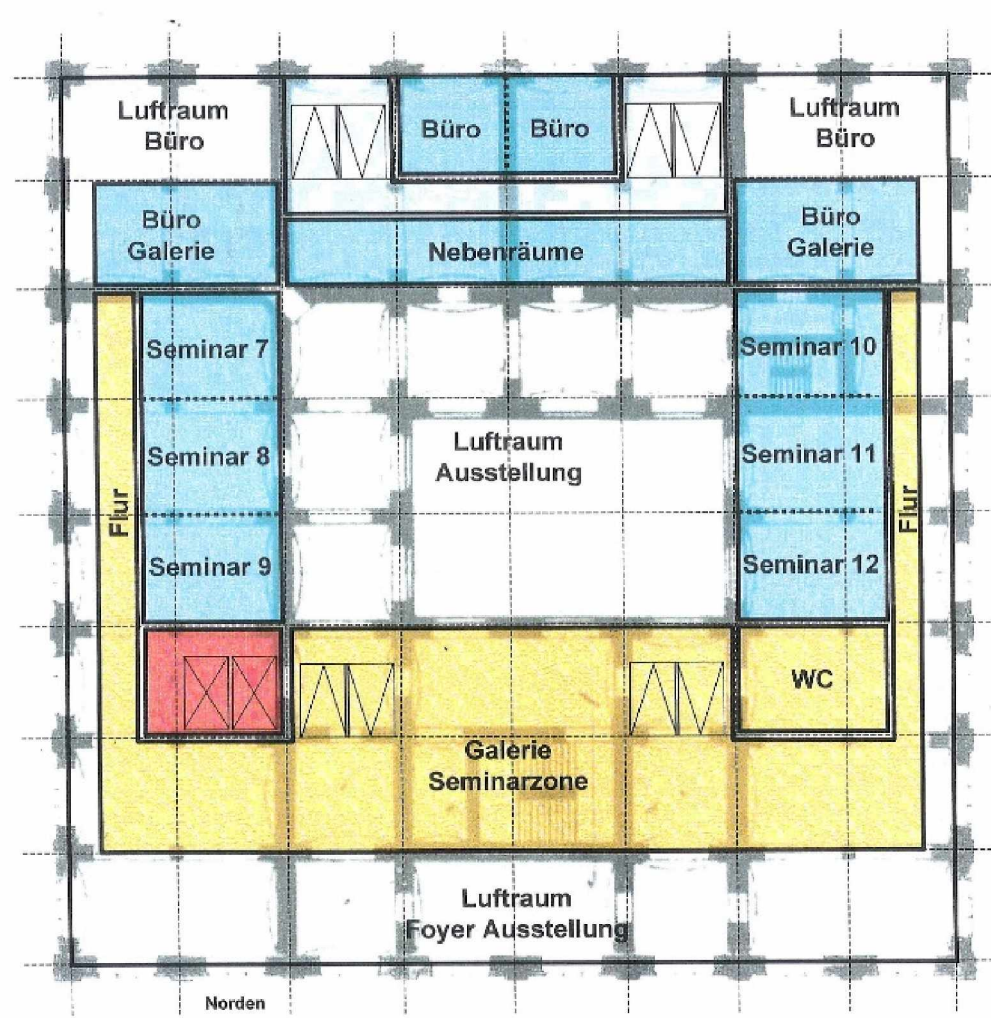 Luftraum
Büro
Büro
Büro
Luftraum
Büro
Büro
Galerie
Nebenräume
Büro
Galerie
Seminar 7
Seminar 10
Luftraum
Ausstellung
Seminar 8
Seminar 11
Flur
Flur
Seminar 9
Seminar 12
WC
Galerie
Seminarzone
Luftraum
Foyer Ausstellung
Norden